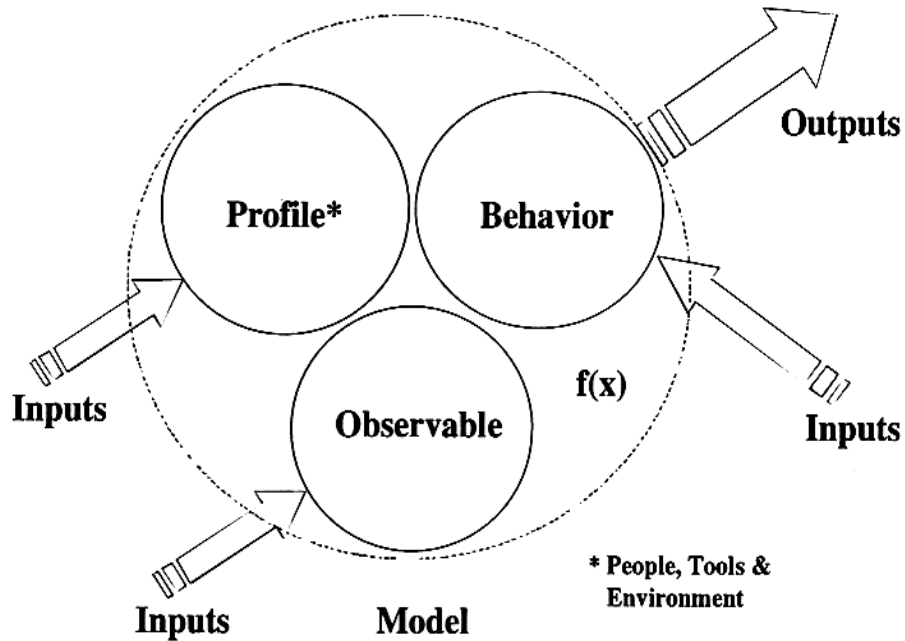 Outputs
Profile*
Behavior
f(x)
Inputs
Observable
Inputs
* People, Tools &
Environment
Inputs
Model